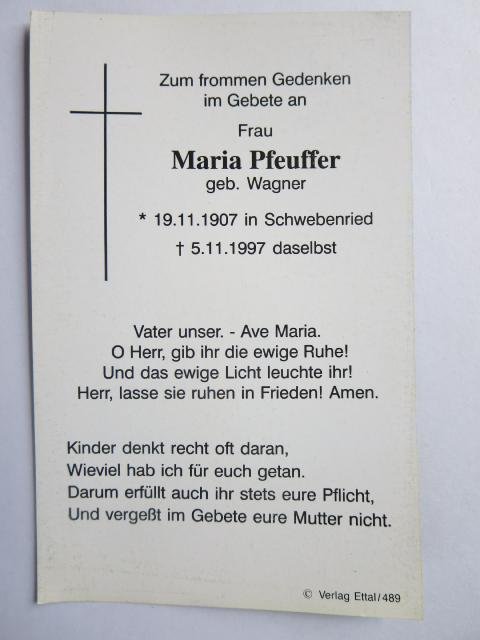 Zum frommen Gedenken
im Gebete an
Frau
Maria Pfeuffer
geb. Wagner
* 19.11.1907 in Schwebenried
† 5.11.1997 daselbst
Vater unser. - Ave Maria.
O Herr, gib ihr die ewige Ruhe!
Und das ewige Licht leuchte ihr!
Herr, lasse sie ruhen in Frieden! Amen.
Kinder denkt recht oft daran,
Wieviel hab ich für euch getan.
Darum erfüllt auch ihr stets eure Pflicht,
Und vergeßt im Gebete eure Mutter nicht.
© Verlag Ettal/489